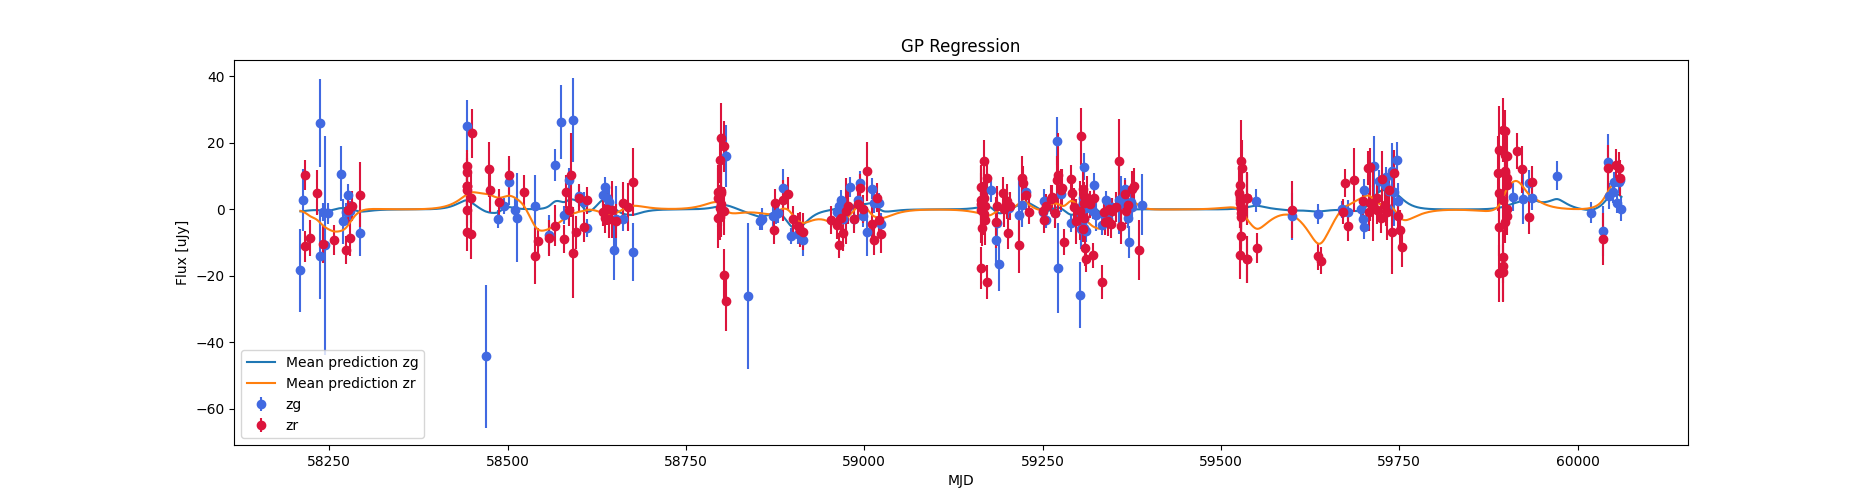 GP Regression
Flux [uJy]
40
20
0
−20
−40
−60
Mean prediction zg
Mean prediction zr
zg
zr
58250
58500
58750
59000
59250
59500
59750
60000
MJD